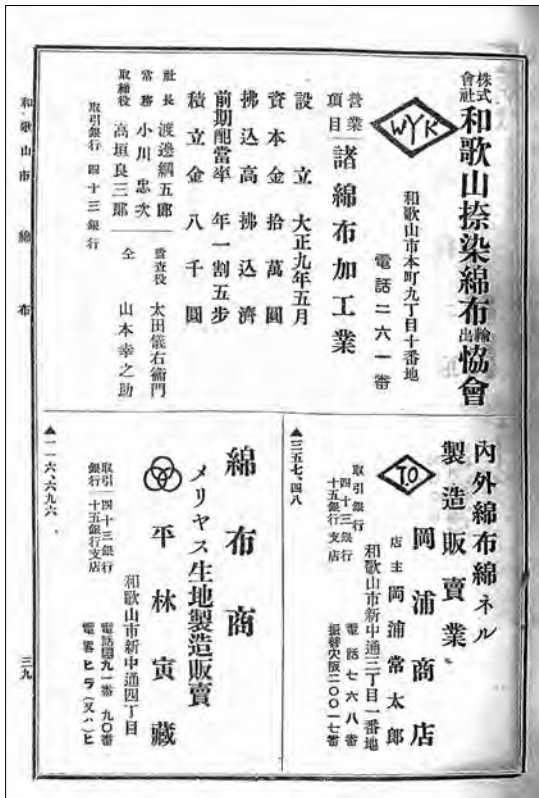 株式會社 和歌山捺染綿布輸出協會
WYK
和歌山市本町九丁目十番地
電話二六一番
營業項目 諸綿布加工業
設立 大正九年五月
資本金 拾萬圓
拂込高 拂込濟
前期配當率 年一割五步
積立金 八千圓
社長 渡邊綱五郎
常務 小川忠次
取締役 高垣良三郎
監査役 太田儀右衞門
仝 山本幸之助
取引銀行 四十三銀行
內外綿布綿ネル
製造販賣業
T.O
岡浦商店
店主 岡浦常太郎
和歌山市新中通三丁目一番地
電話七六八番
振替大阪二〇〇一七番
取引銀行 四十三銀行
十五銀行支店
▲三五七、四八
綿布商
メリヤス生地製造販賣
平林寅藏
和歌山市新中通四丁目
電話園九一番 九〇番
電畧ヒラ(又ハ)ヒ
取引銀行 四十三銀行
十五銀行支店
▲一一六、六九六
和歌山市 綿布
三九